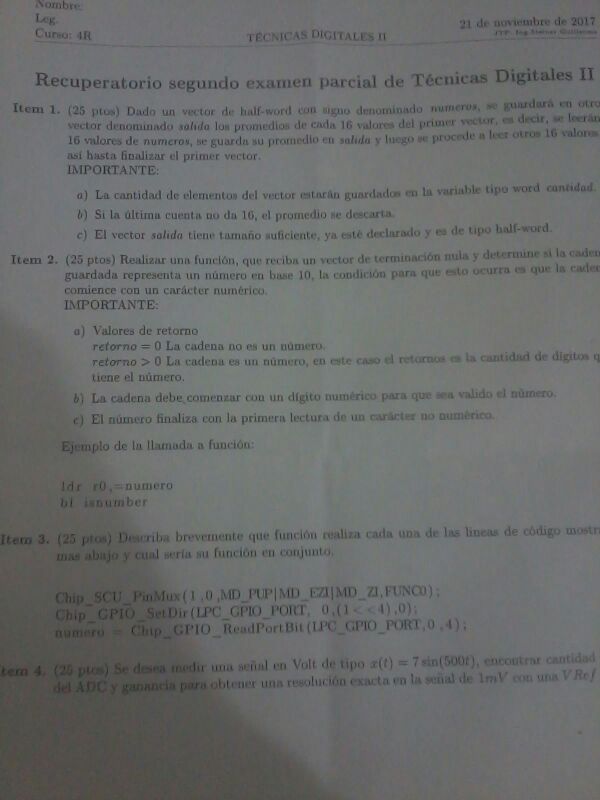 Nombre:
Leg.
Curso: 4R
TÉCNICAS DIGITALES II
21 de noviembre de 2017
JTP: Ing Steiner Guillermo
Recuperatorio segundo examen parcial de Técnicas Digitales II
Item 1. (25 ptos) Dado un vector de half-word con signo denominado numeros, se guardará en otro
vector denominado salida los promedios de cada 16 valores del primer vector, es decir, se leerán
16 valores de numeros, se guarda su promedio en salida y luego se procede a leer otros 16 valores
así hasta finalizar el primer vector.
IMPORTANTE:
a) La cantidad de elementos del vector estarán guardados en la variable tipo word cantidad.
b) Si la última cuenta no da 16, el promedio se descarta.
c) El vector salida tiene tamaño suficiente, ya esté declarado y es de tipo half-word.
Item 2. (25 ptos) Realizar una función, que reciba un vector de terminación nula y determine si la caden
guardada representa un número en base 10, la condición para que esto ocurra es que la cade
comience con un carácter numérico.
IMPORTANTE:
a) Valores de retorno
retorno = 0 La cadena no es un número.
retorno > 0 La cadena es un número, en este caso el retornos es la cantidad de dígitos q
tiene el número.
b) La cadena debe comenzar con un dígito numérico para que sea valido el número.
c) El número finaliza con la primera lectura de un carácter no numérico.
Ejemplo de la llamada a función:
ldr r0,=numero
bl isnumber
Item 3. (25 ptos) Describa brevemente que función realiza cada una de las lineas de código mostr
mas abajo y cual sería su función en conjunto.
Chip_SCU_PinMux(1,0,MD_PUP|MD_EZI|MD_ZI,FUNC0);
Chip_GPIO_SetDir(LPC_GPIO_PORT, 0,(1<<4),0);
numero = Chip_GPIO_ReadPortBit(LPC_GPIO_PORT,0,4);
tem 4. (25 ptos) Se desea medir una señal en Volt de tipo x(t) = 7 sin(500t), encontrar cantidad
del ADC y ganancia para obtener una resolución exacta en la señal de 1mV con una VRef